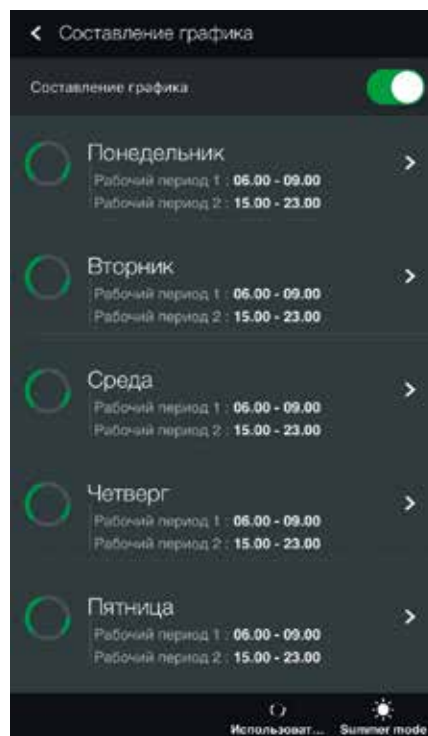 Составление графика
Составление графика
Понедельник
Рабочий период 1 : 06.00 - 09.00
Рабочий период 2 : 15.00 - 23.00
Вторник
Рабочий период 1 : 06.00 - 09.00
Рабочий период 2 : 15.00 - 23.00
Среда
Рабочий период 1 : 06.00 - 09.00
Рабочий период 2 : 15.00 - 23.00
Четверг
Рабочий период 1 : 06.00 - 09.00
Рабочий период 2 : 15.00 - 23.00
Пятница
Рабочий период 1 : 06.00 - 09.00
Рабочий период 2 : 15.00 - 23.00
Использоват... Summer mode